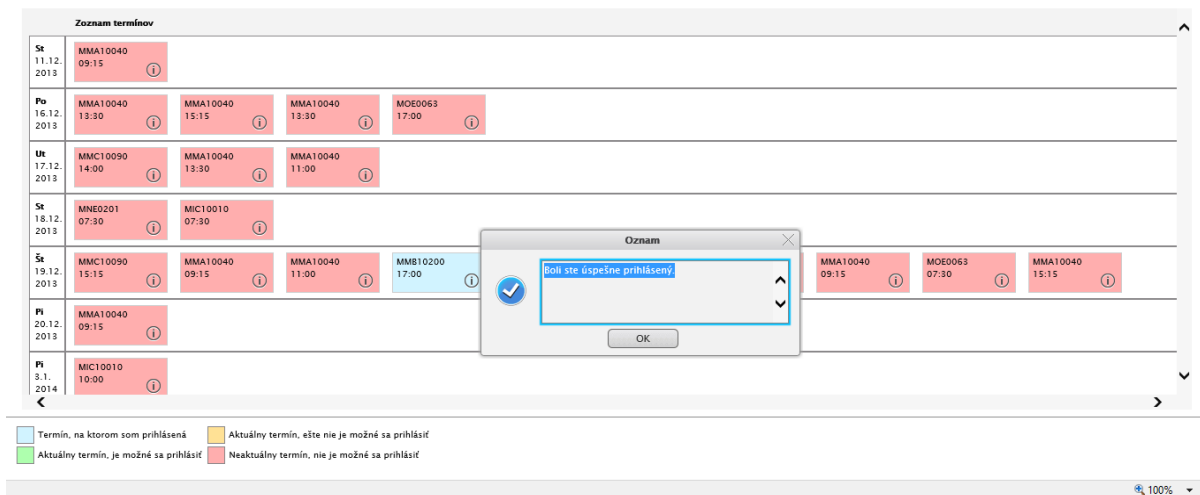 Zoznam termínov
St
11.12.
2013
MMA10040
09:15
Po
16.12.
2013
MMA10040
13:30
MMA10040
15:15
MMA10040
13:30
MOE0063
17:00
Ut
17.12.
2013
MMC10090
14:00
MMA10040
13:30
MMA10040
11:00
St
18.12.
2013
MNE0201
07:30
MIC10010
07:30
Št
19.12.
2013
MMC10090
15:15
MMA10040
09:15
MMA10040
11:00
MMB10200
17:00
MMA10040
09:15
MOE0063
07:30
MMA10040
15:15
Oznam
Boli ste úspešne prihlásený.
OK
Pi
20.12.
2013
MMA10040
09:15
Pi
3.1.
2014
MIC10010
10:00
Termín, na ktorom som prihlásená
Aktuálny termín, ešte nie je možné sa prihlásiť
Aktuálny termín, je možné sa prihlásiť
Neaktuálny termín, nie je možné sa prihlásiť
100%